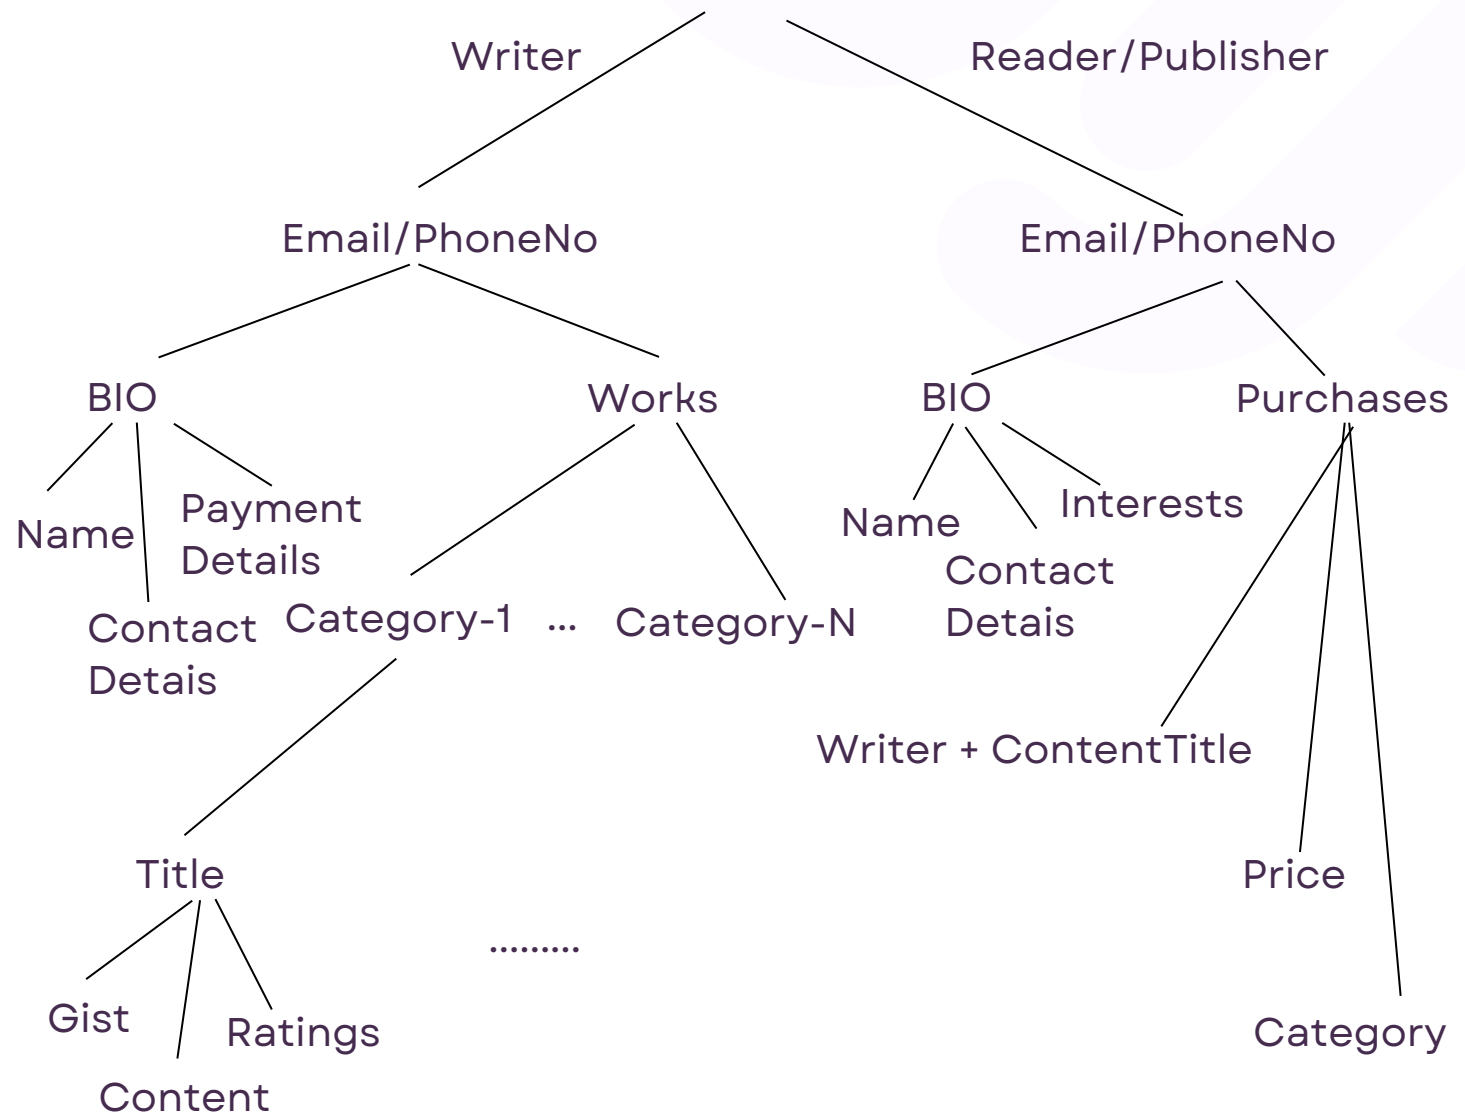 Writer
Reader/Publisher
Email/PhoneNo
Email/PhoneNo
BIO
Works
BIO
Purchases
Name
Payment
Details
Contact
Detais
Category-1
...
Category-N
Name
Interests
Contact
Detais
Writer + ContentTitle
Title
Price
.........
Gist
Ratings
Content
Category